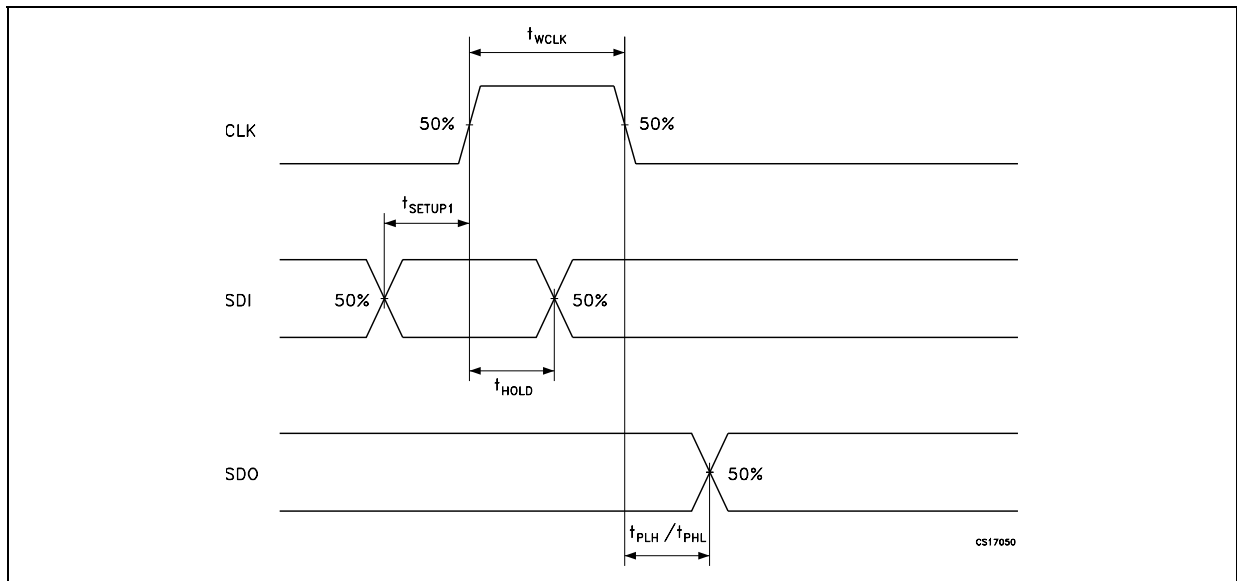 tWCLK
CLK
50%
50%
tSETUP1
SDI
50%
50%
tHOLD
SDO
50%
tPLH /tPHL
CS17050